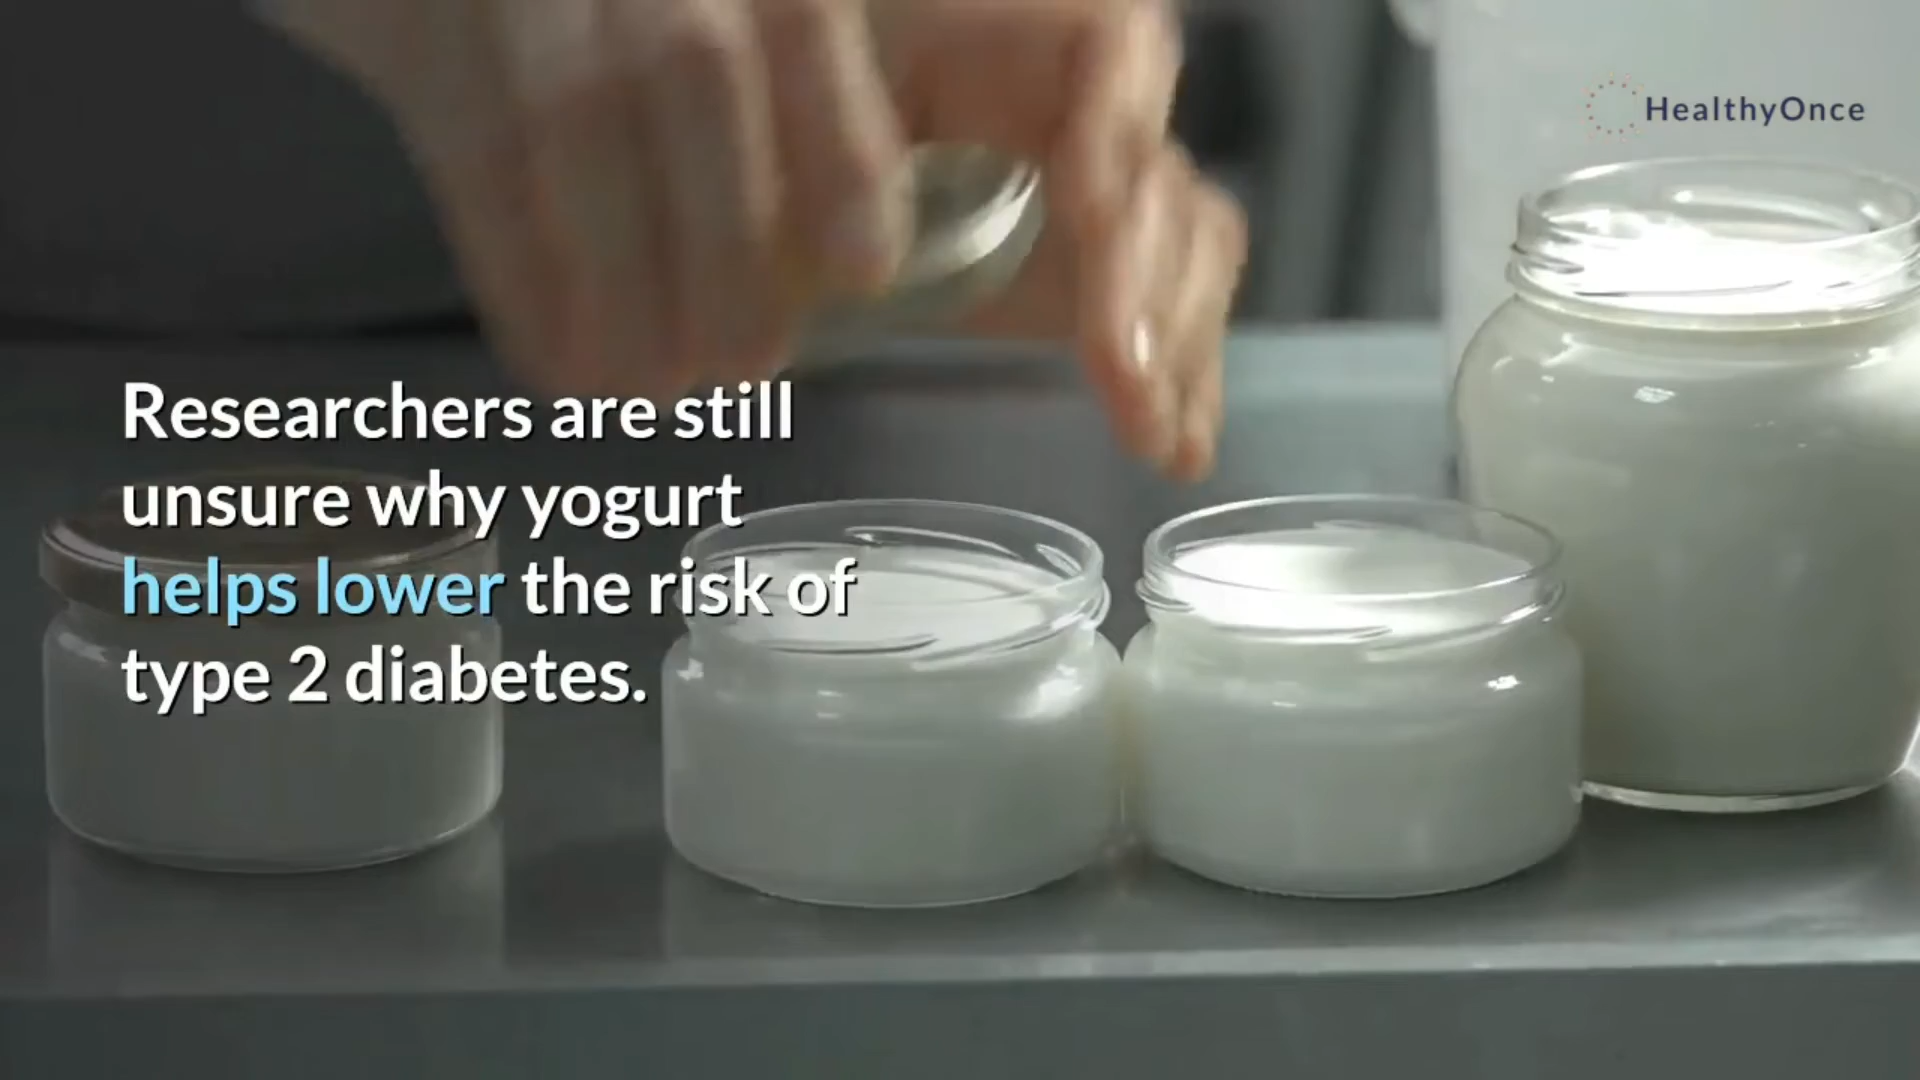 HealthyOnce
Researchers are still
unsure why yogurt
helps lower the risk of
type 2 diabetes.